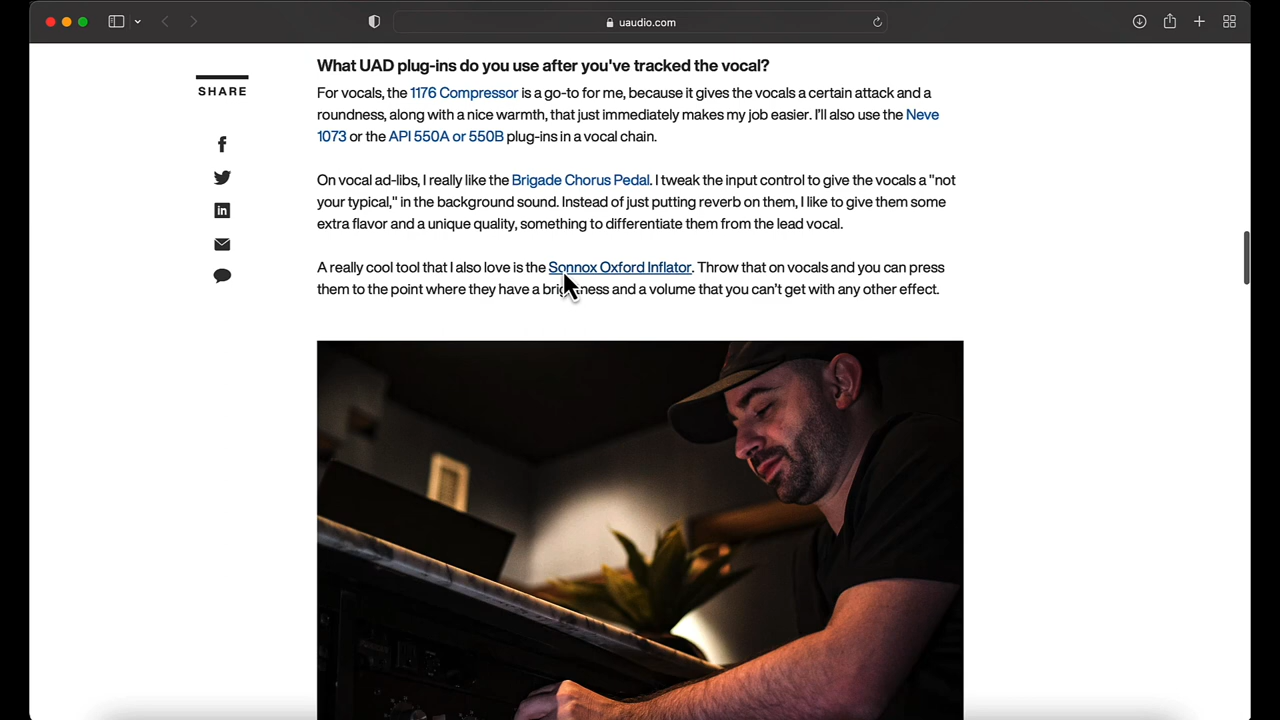 uaudio.com
What UAD plug-ins do you use after you've tracked the vocal?
SHARE
For vocals, the 1176 Compressor is a go-to for me, because it gives the vocals a certain attack and a
roundness, along with a nice warmth, that just immediately makes my job easier. I'll also use the Neve
1073 or the API 550A or 550B plug-ins in a vocal chain.
On vocal ad-libs, I really like the Brigade Chorus Pedal. I tweak the input control to give the vocals a "not
your typical," in the background sound. Instead of just putting reverb on them, I like to give them some
extra flavor and a unique quality, something to differentiate them from the lead vocal.
A really cool tool that I also love is the Sonnox Oxford Inflator. Throw that on vocals and you can press
them to the point where they have a brightness and a volume that you can't get with any other effect.